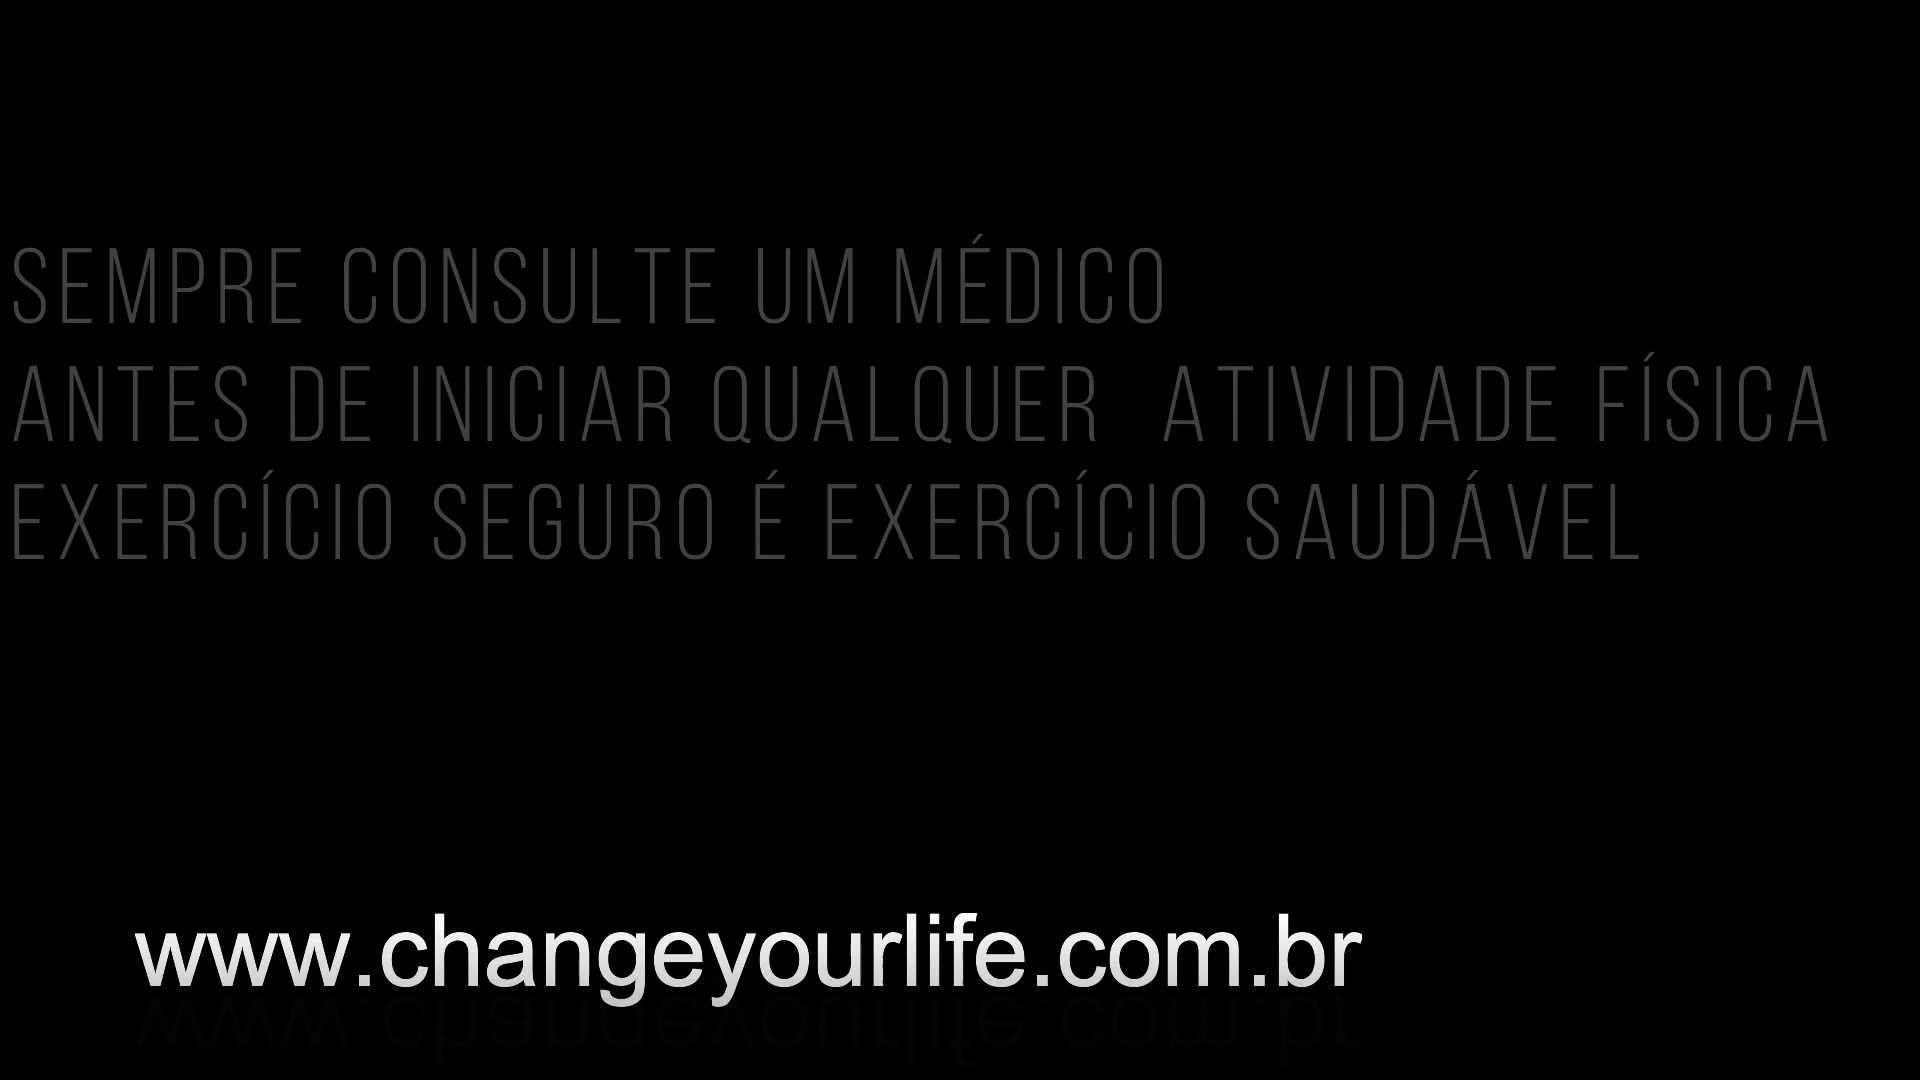 SEMPRE CONSULTE UM MÉDICO
ANTES DE INICIAR QUALQUER ATIVIDADE FÍSICA
EXERCÍCIO SEGURO É EXERCÍCIO SAUDÁVEL
www.changeyourlife.com.br